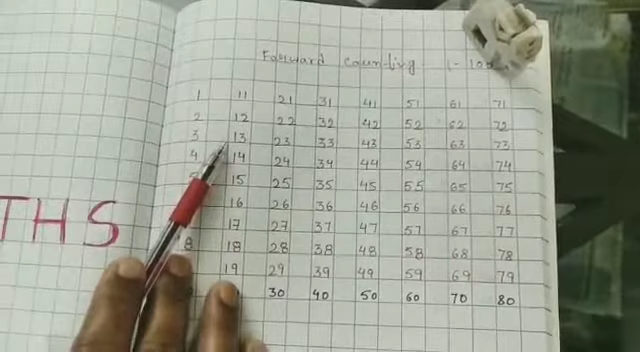 Forward counting 1-100
1 11 21 31 41 51 61 71
2 12 22 32 42 52 62 72
3 13 23 33 43 53 63 73
4 14 24 34 44 54 64 74
15 25 35 45 55 65 75
16 26 36 46 56 66 76
17 27 37 47 57 67 77
8 18 28 38 48 58 68 78
19 29 39 49 59 69 79
30 40 50 60 70 80
THS